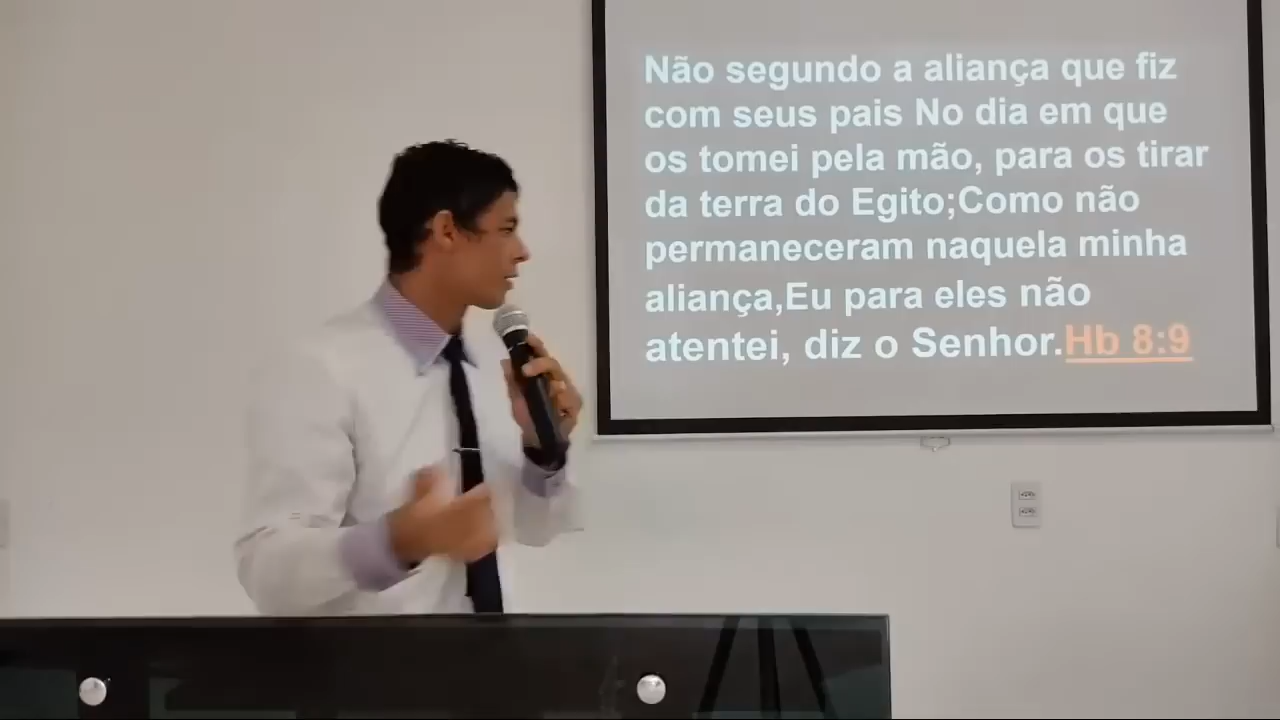 Não segundo a aliança que fiz
com seus pais No dia em que
os tomei pela mão, para os tirar
da terra do Egito;Como não
permaneceram naquela minha
aliança,Eu para eles não
atentei, diz o Senhor.Hb 8:9